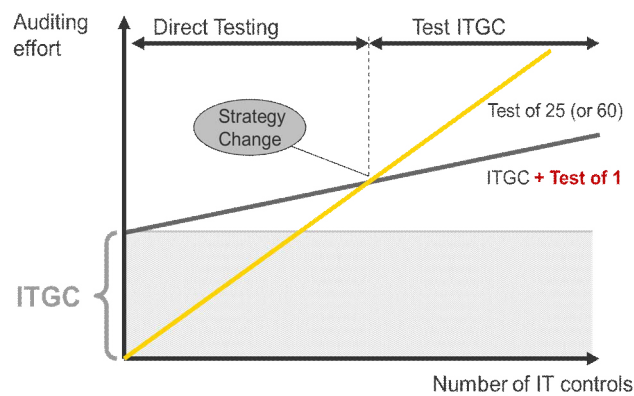 Auditing
effort
Direct Testing
Test ITGC
Strategy
Change
Test of 25 (or 60)
ITGC + Test of 1
ITGC
Number of IT controls